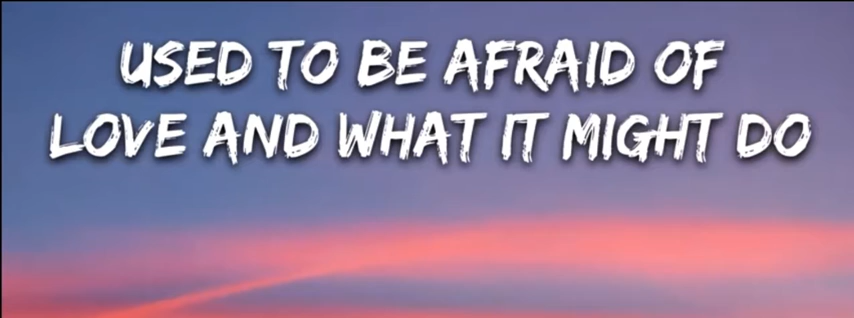 USED TO BE AFRAID OF
LOVE AND WHAT IT MIGHT DO